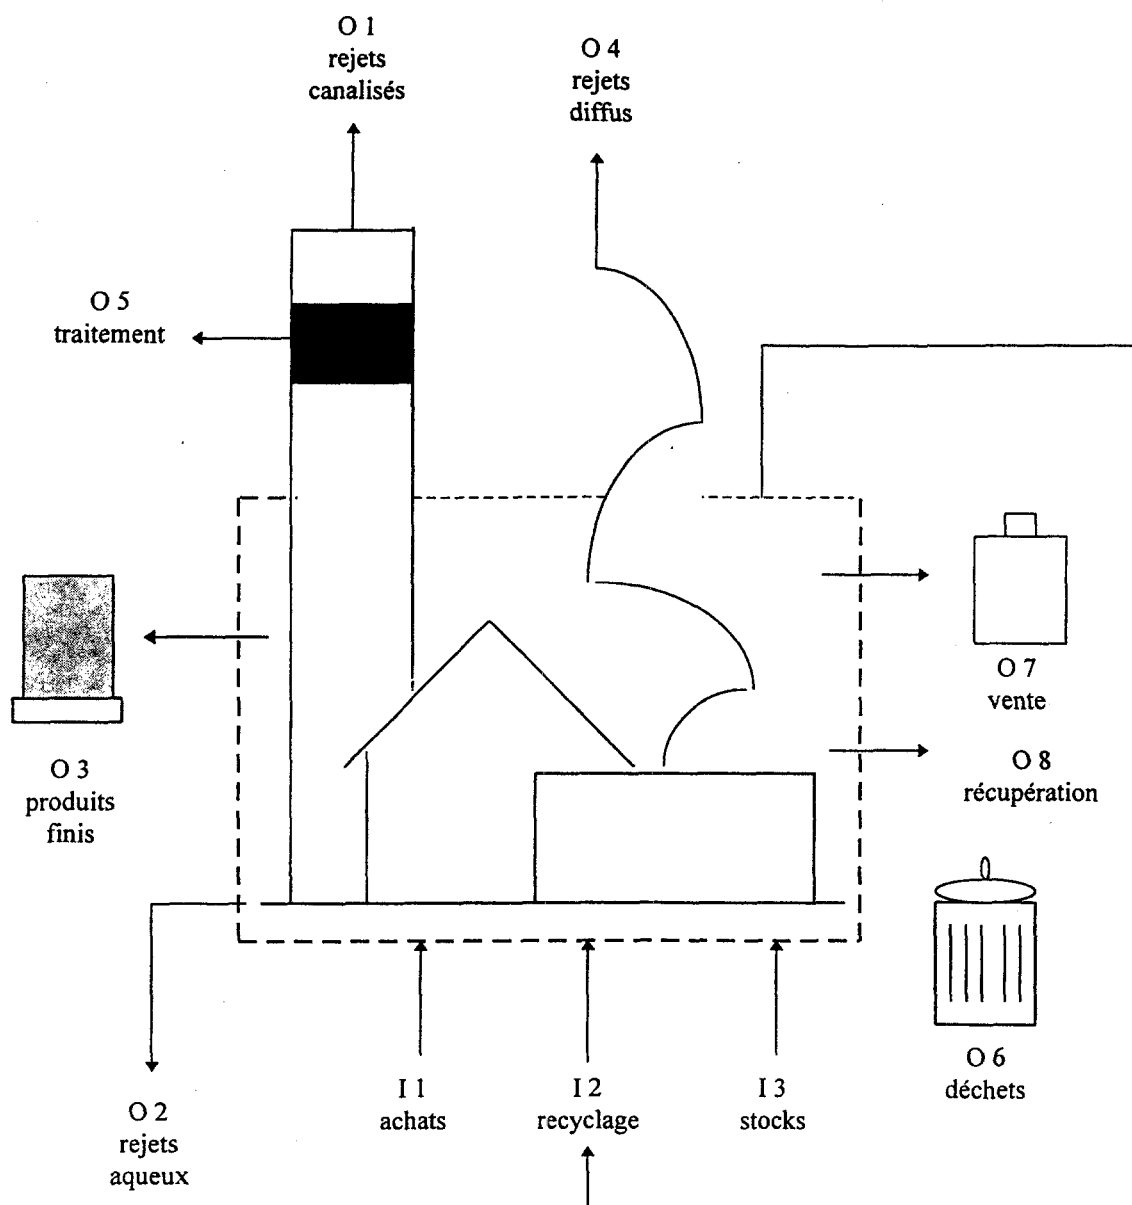 O 1
rejets
canalisés
O 4
rejets
diffus
O 5
traitement
O 7
vente
O 3
produits
finis
O 8
récupération
O 6
déchets
O 2
rejets
aqueux
I 1
achats
I 2
recyclage
I 3
stocks